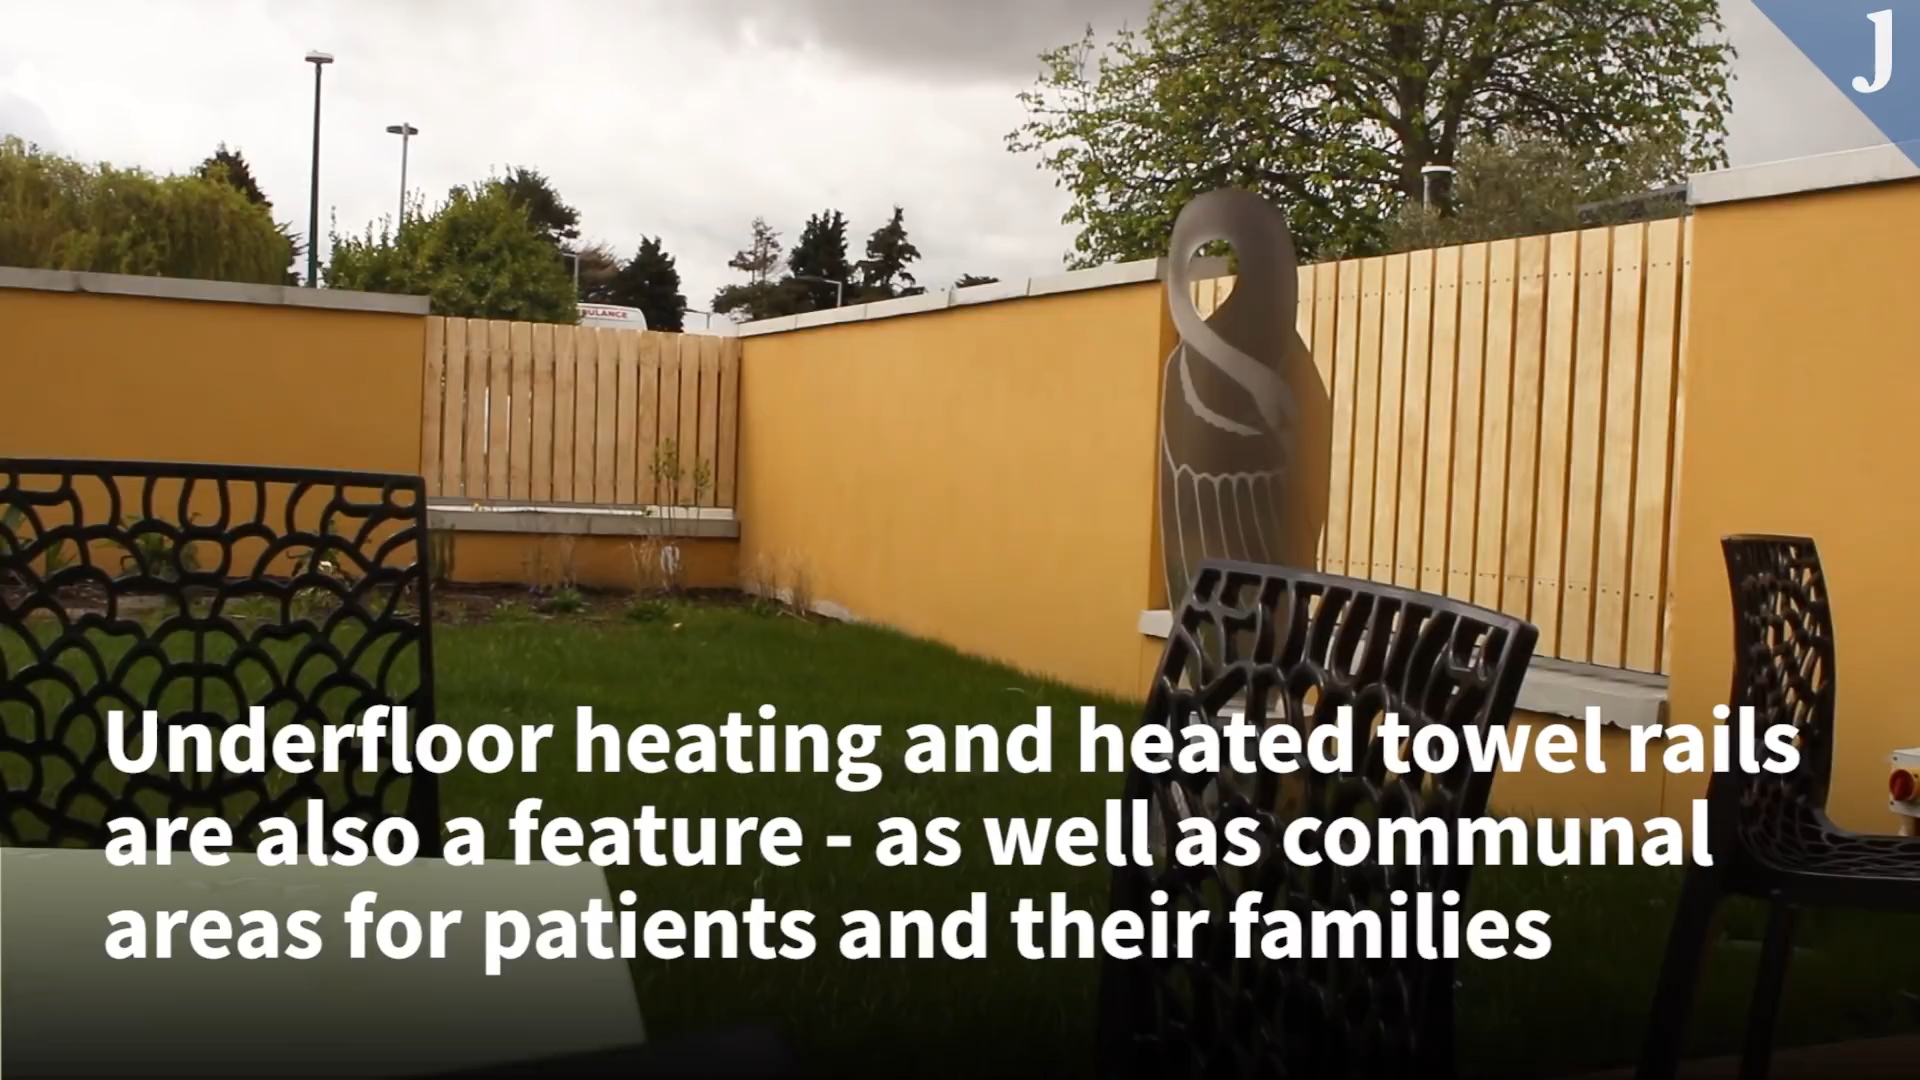 J
BULANCE
Underfloor heating and heated towel rails
are also a feature - as well as communal
areas for patients and their families